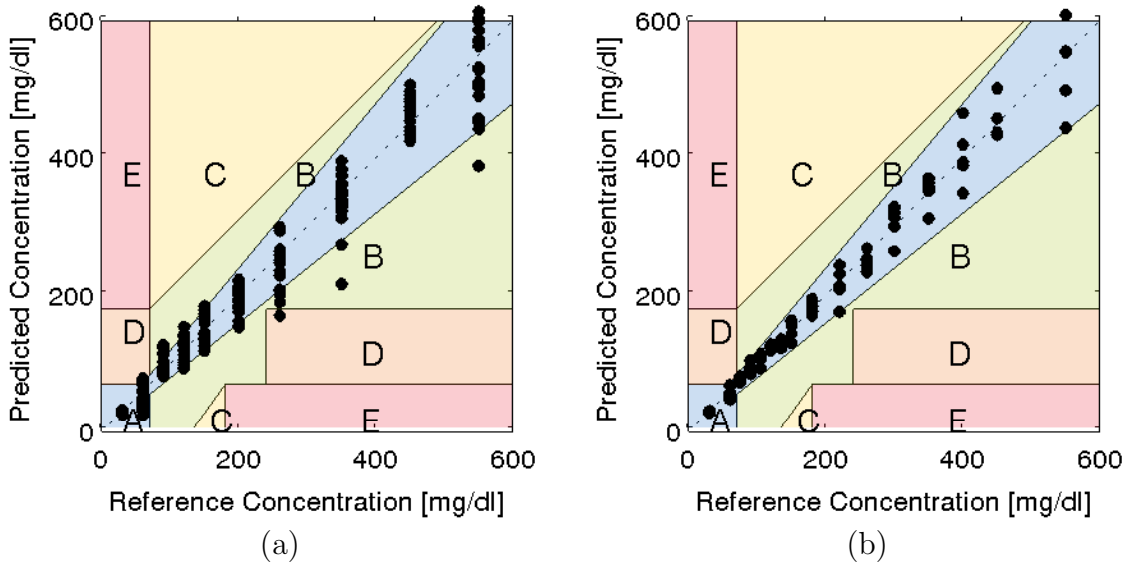 600
400
200
0
Predicted Concentration [mg/dl]
E
C
B
B
D
D
A
C
E
0
200
400
600
Reference Concentration [mg/dl]
(a)
600
400
200
0
Predicted Concentration [mg/dl]
E
C
B
B
D
D
A
C
E
0
200
400
600
Reference Concentration [mg/dl]
(b)